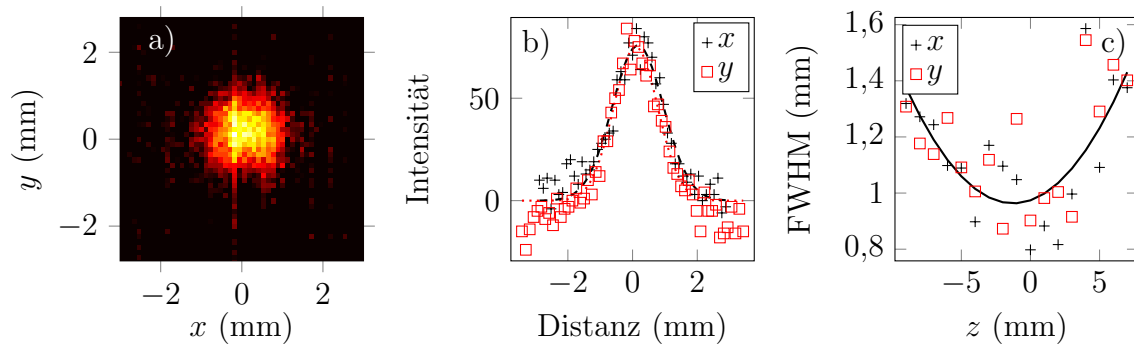 a)
2
0
−2
y (mm)
−2 0 2
x (mm)
b)
x
y
50
0
Intensität
−2 0 2
Distanz (mm)
c)
x
y
1,6
1,4
1,2
1
0,8
FWHM (mm)
−5 0 5
z (mm)